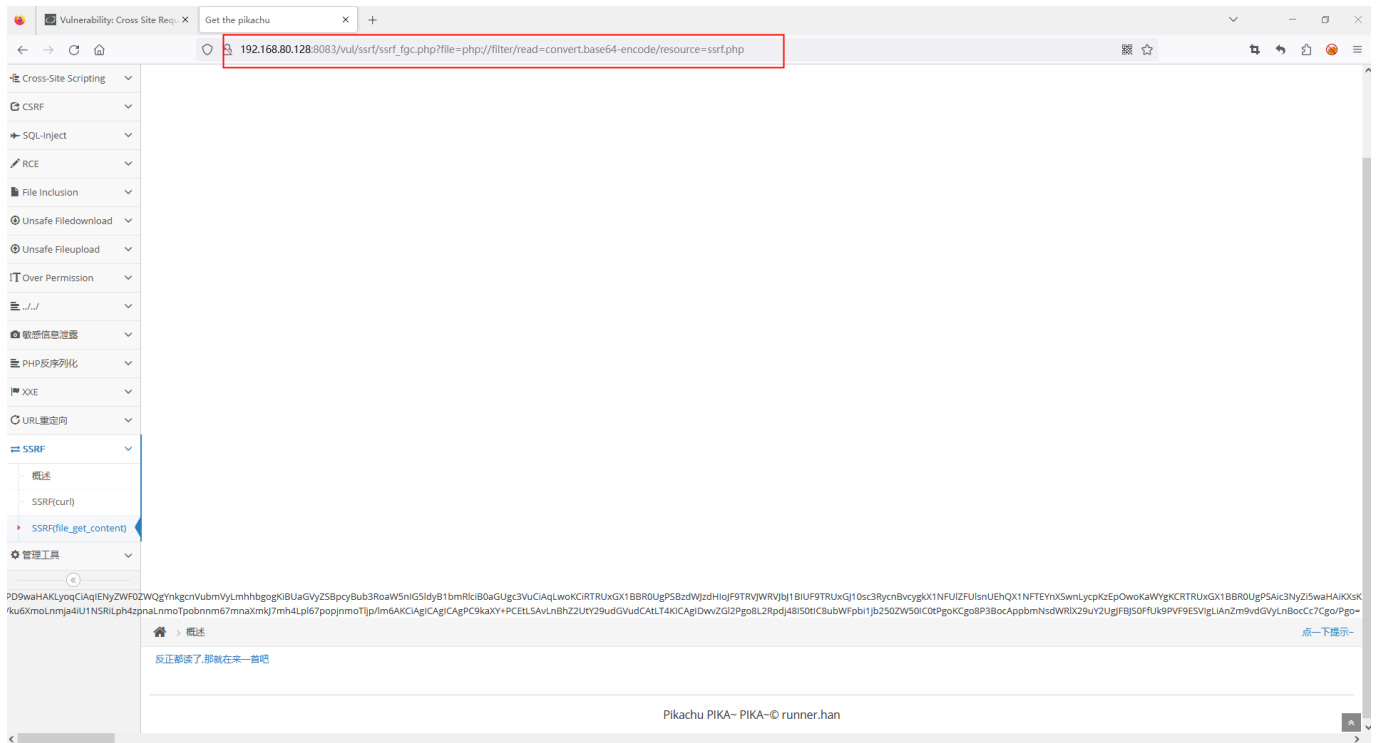 Vulnerability: Cross Site Requ
Get the pikachu
192.168.80.128:8083/vul/ssrf/ssrf_fgc.php?file=php://filter/read=convert.base64-encode/resource=ssrf.php
Cross-Site Scripting
CSRF
SQL-Inject
RCE
File Inclusion
Unsafe Filedownload
Unsafe Fileupload
Over Permission
../../
敏感信息泄露
PHP反序列化
XXE
URL重定向
SSRF
概述
SSRF(curl)
SSRF(file_get_content)
管理工具
概述
点一下提示~
反正都读了,那就在来一首吧
Pikachu PIKA~ PIKA~© runner.han